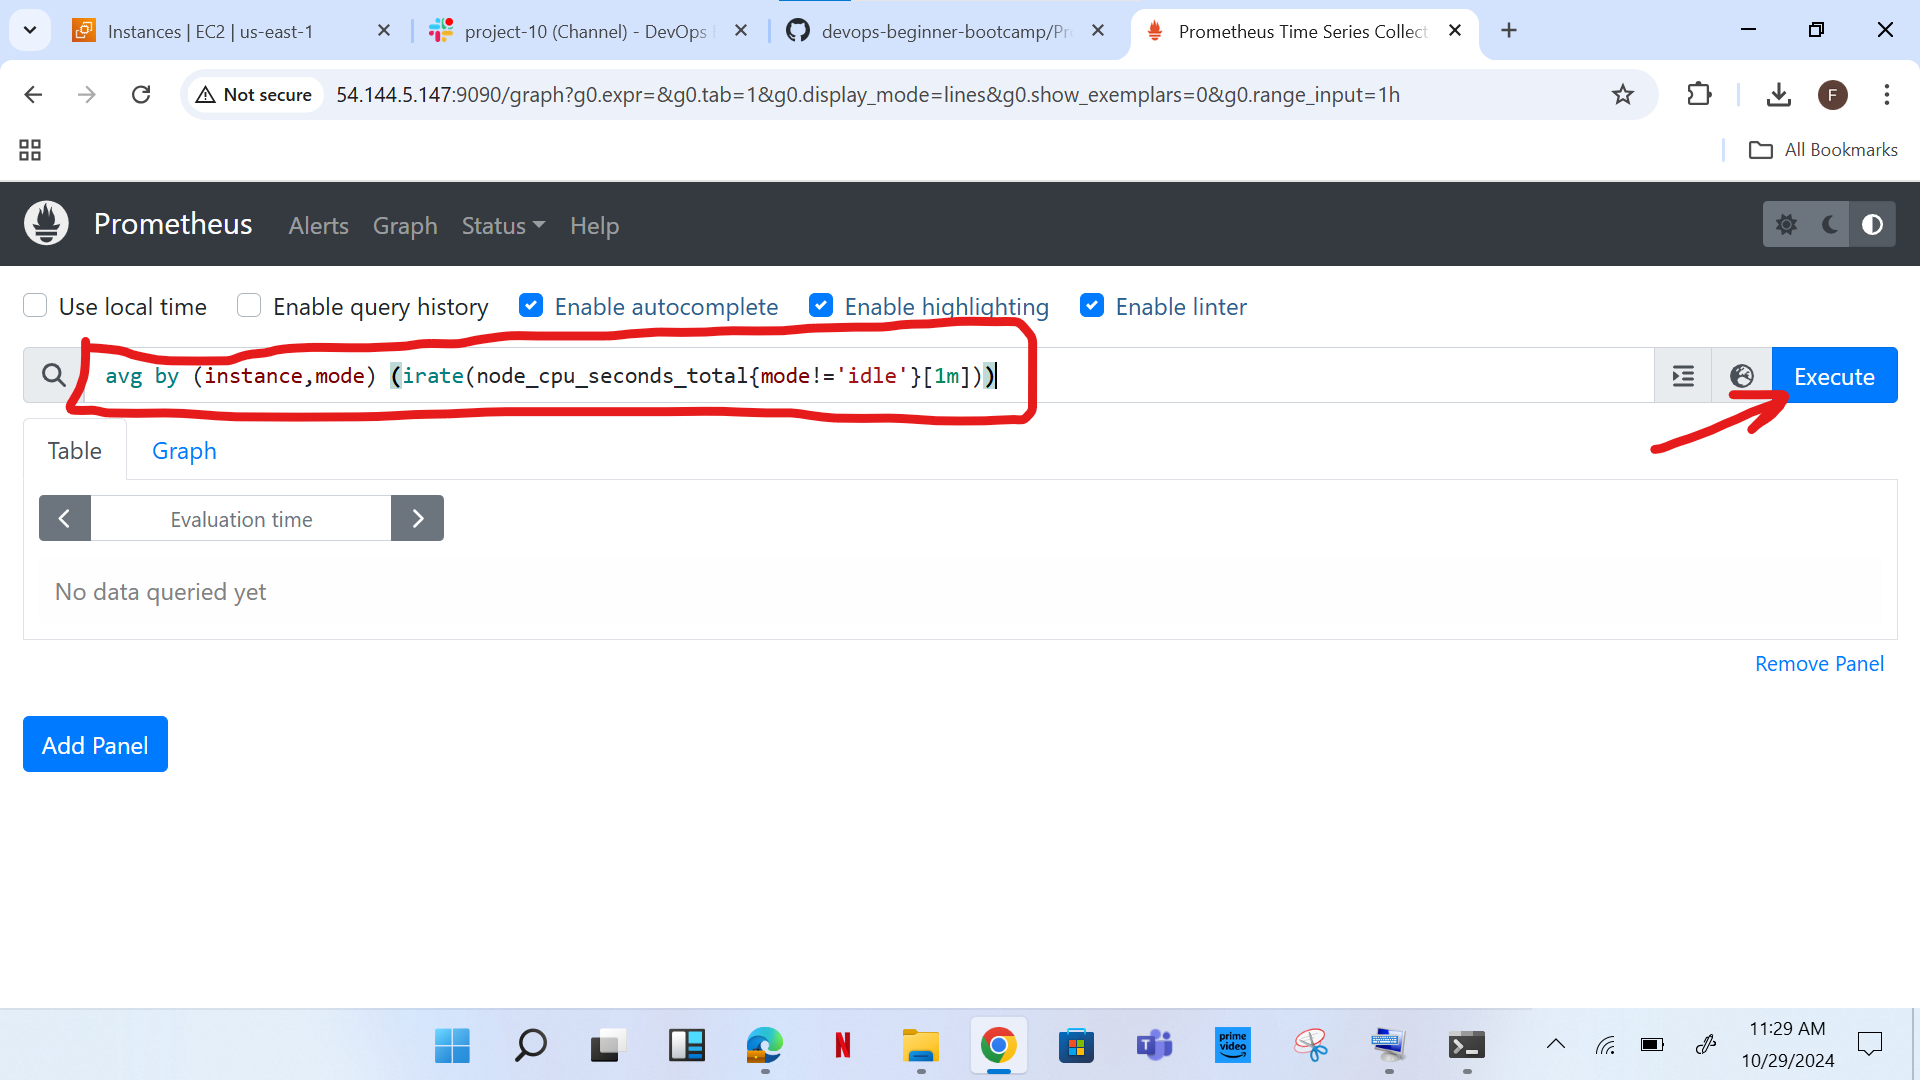 Instances | EC2 | us-east-1
project-10 (Channel) - DevOps
devops-beginner-bootcamp/Pr
Prometheus Time Series Collect
Not secure
54.144.5.147:9090/graph?g0.expr=&g0.tab=1&g0.display_mode=lines&g0.show_exemplars=0&g0.range_input=1h
F
All Bookmarks
Prometheus
Alerts
Graph
Status
Help
Use local time
Enable query history
Enable autocomplete
Enable highlighting
Enable linter
avg by (instance,mode) (irate(node_cpu_seconds_total{mode!='idle'}[1m]))
Execute
Table
Graph
Evaluation time
No data queried yet
Remove Panel
Add Panel
N
T
prime video
11:29 AM
10/29/2024